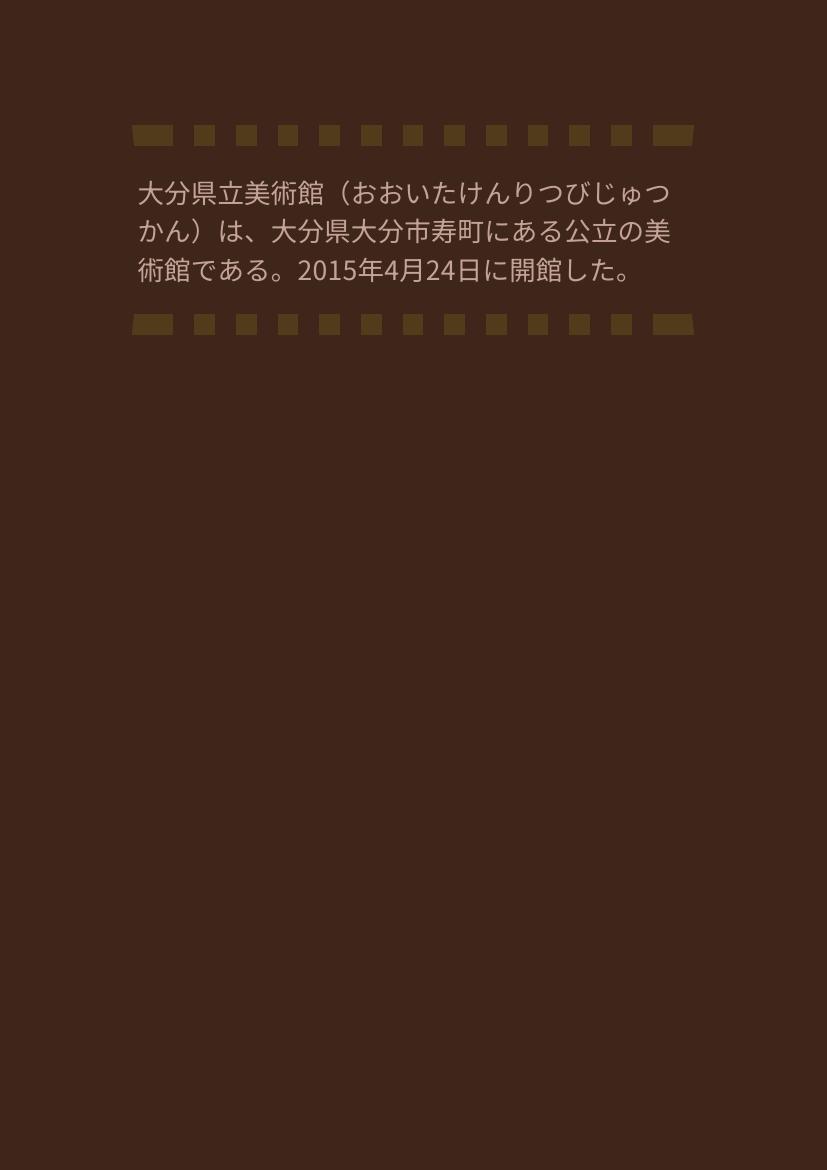 大分県立美術館（おおいたけんりつびじゅつ
かん）は、大分県大分市寿町にある公立の美
術館である。2015年4月24日に開館した。